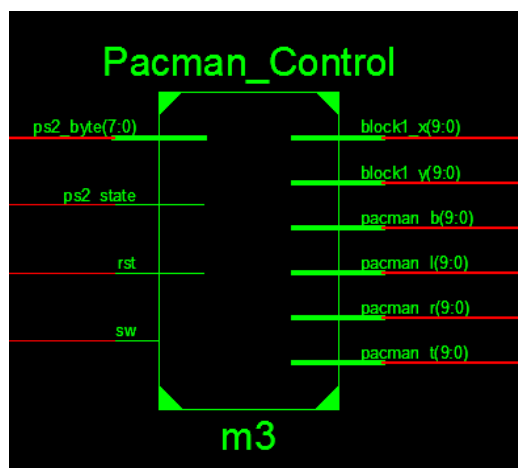 Pacman_Control
ps2_byte(7:0)
ps2_state
rst
sw
block1_x(9:0)
block1_y(9:0)
pacman_b(9:0)
pacman_l(9:0)
pacman_r(9:0)
pacman_t(9:0)
m3